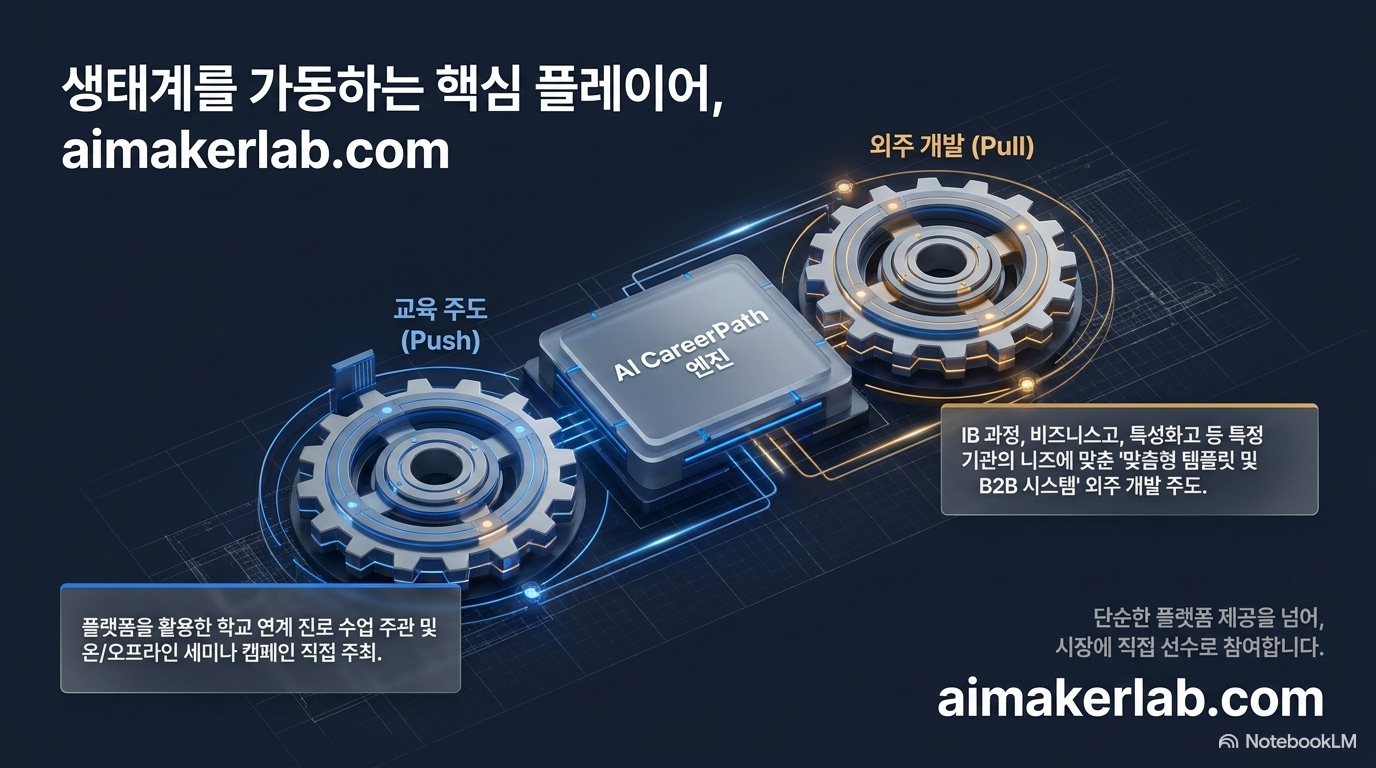 생태계를 가동하는 핵심 플레이어,
aimakerlab.com
외주 개발 (Pull)
교육 주도
(Push)
AI CareerPath
엔진
IB 과정, 비즈니스고, 특성화고 등 특정
기관의 니즈에 맞춘 '맞춤형 템플릿 및
B2B 시스템' 외주 개발 주도.
플랫폼을 활용한 학교 연계 진로 수업 주관 및
온/오프라인 세미나 캠페인 직접 주최.
단순한 플랫폼 제공을 넘어,
시장에 직접 선수로 참여합니다.
aimakerlab.com
NotebookLM